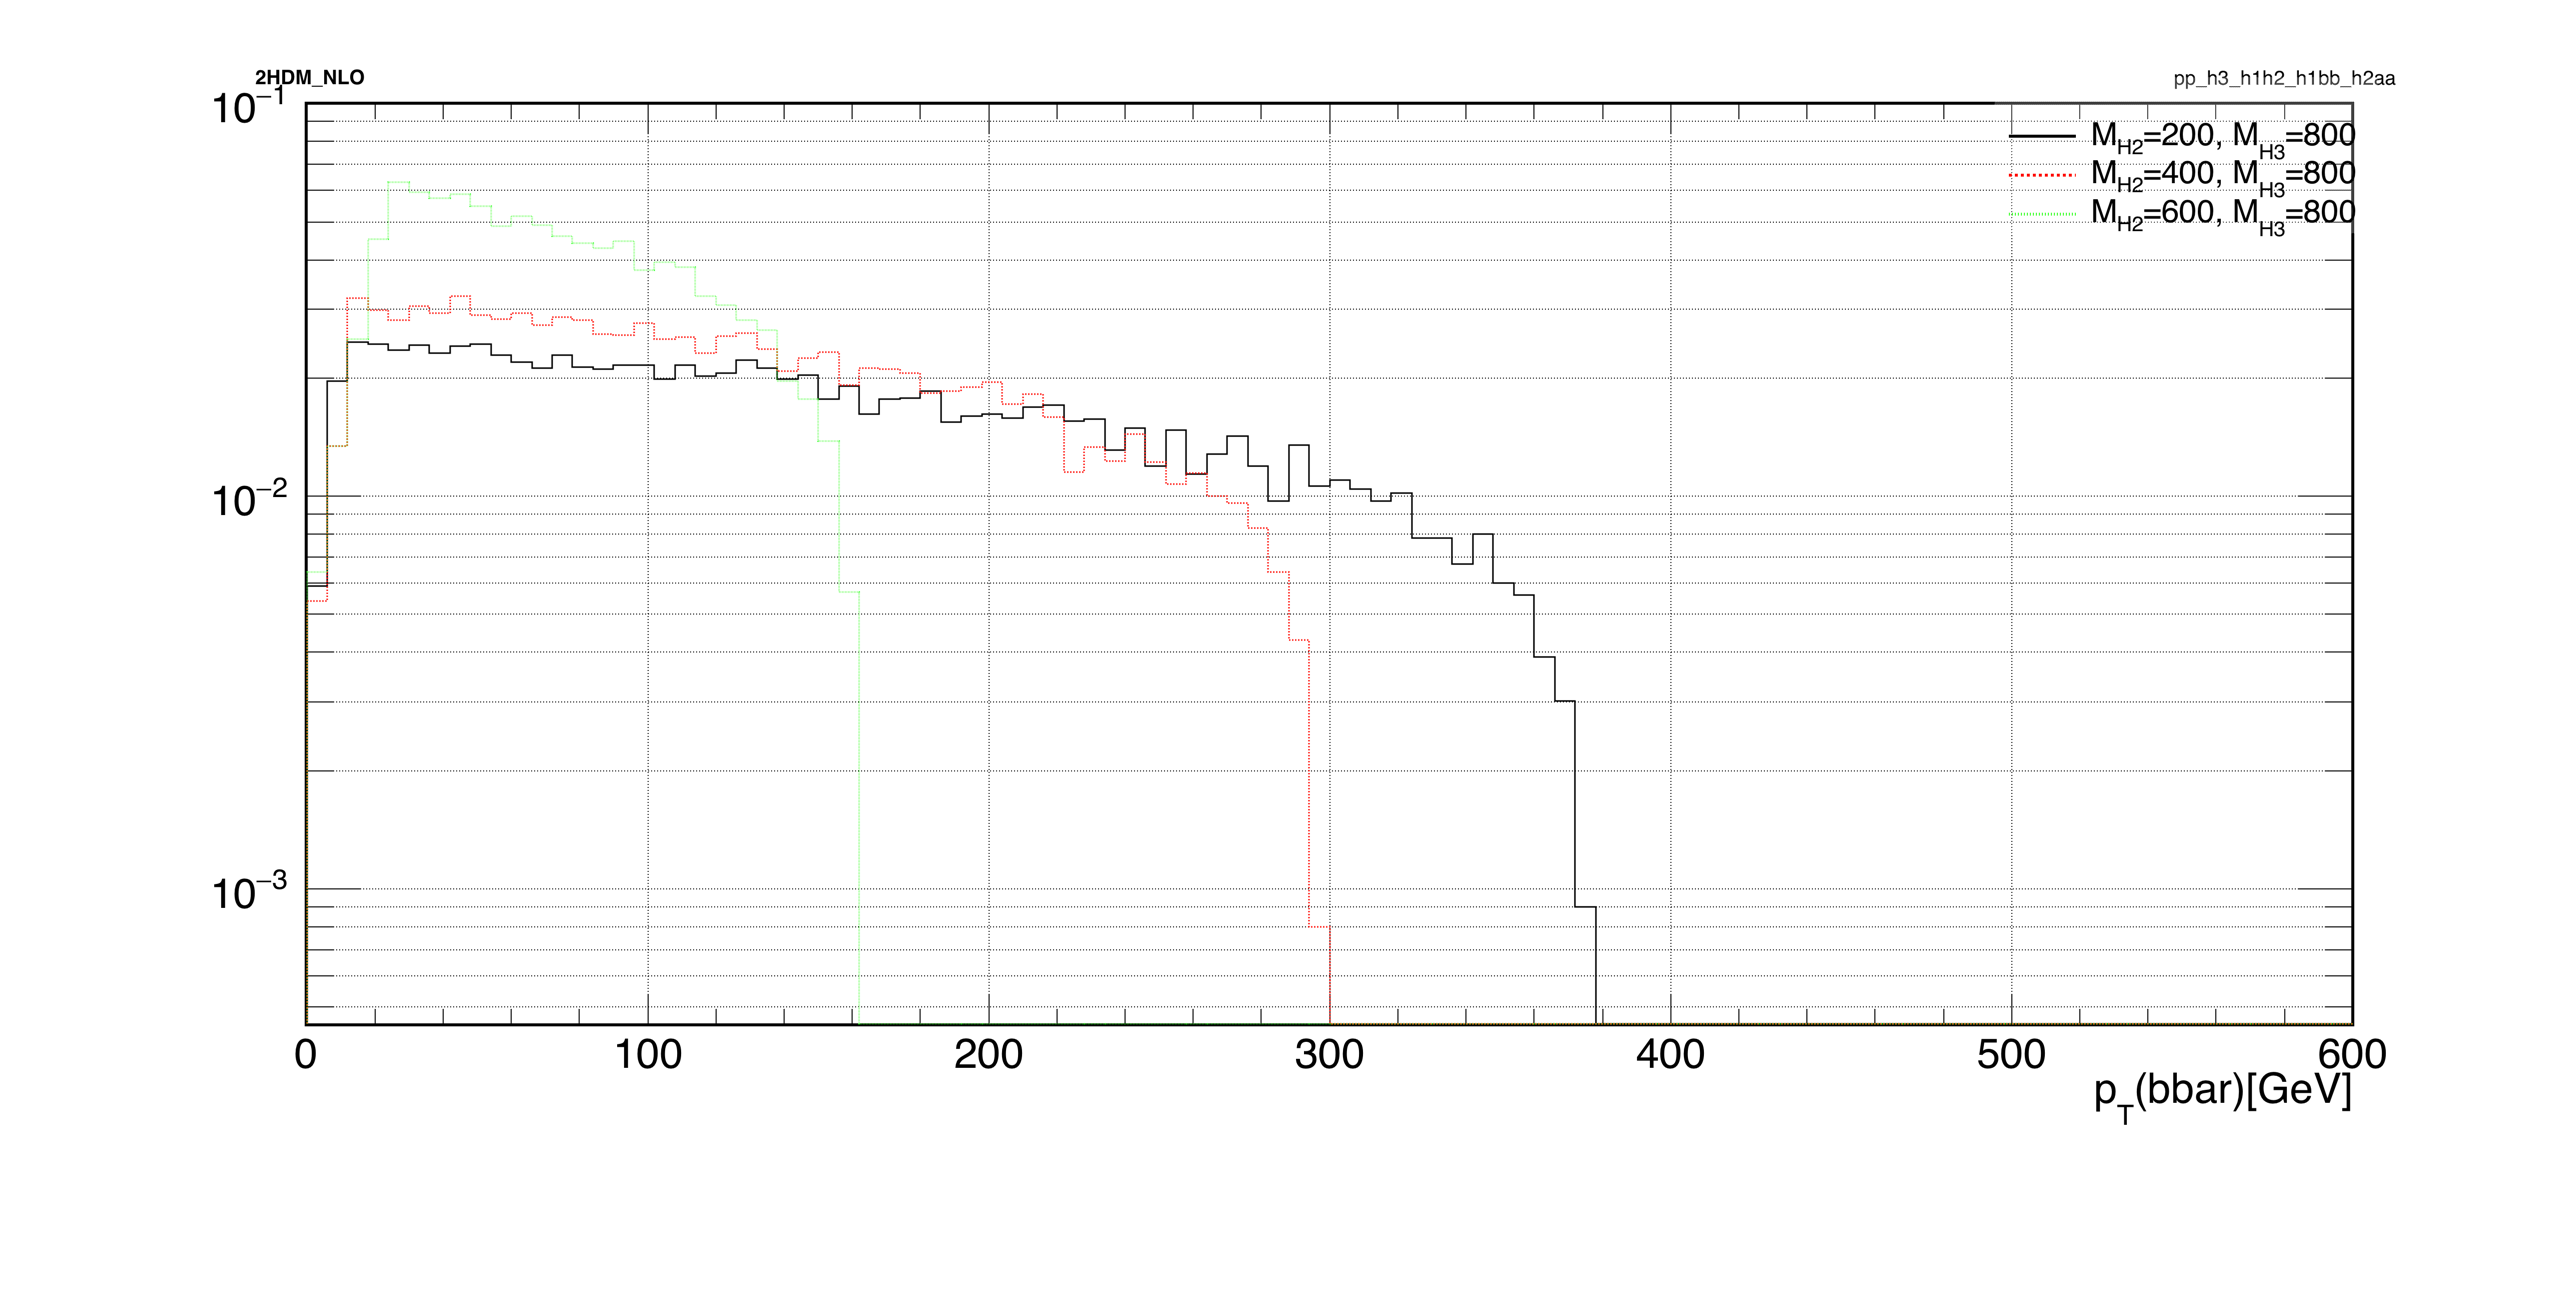 2HDM_NLO
pp_h3_h1h2_h1bb_h2aa
10−1
M_H2=200, M_H3=800
M_H2=400, M_H3=800
M_H2=600, M_H3=800
10−2
10−3
0 100 200 300 400 500 600
p_T(bbar)[GeV]